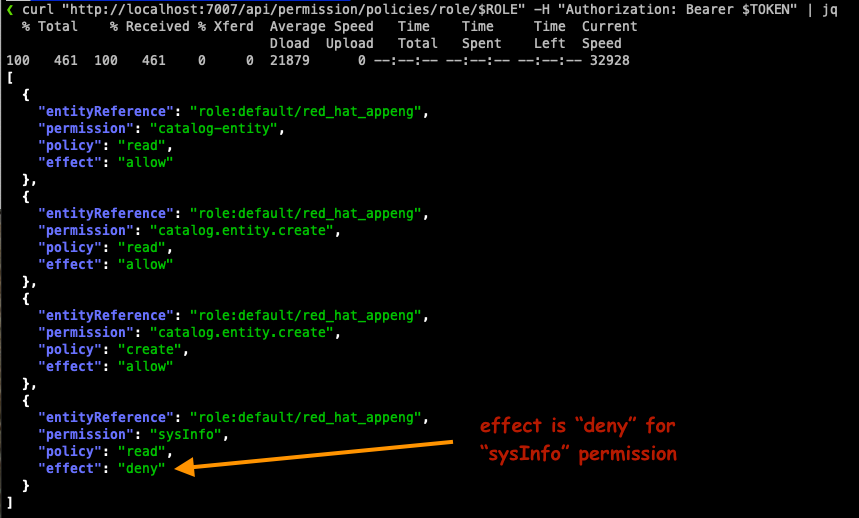 ❮ curl "http://localhost:7007/api/permission/policies/role/$ROLE" -H "Authorization: Bearer $TOKEN" | jq
  % Total    % Received % Xferd  Average Speed   Time    Time     Time  Current
                                 Dload  Upload   Total   Spent    Left  Speed
100   461  100   461    0     0  21879      0 --:--:-- --:--:-- --:--:-- 32928
[
  {
    "entityReference": "role:default/red_hat_appeng",
    "permission": "catalog-entity",
    "policy": "read",
    "effect": "allow"
  },
  {
    "entityReference": "role:default/red_hat_appeng",
    "permission": "catalog.entity.create",
    "policy": "read",
    "effect": "allow"
  },
  {
    "entityReference": "role:default/red_hat_appeng",
    "permission": "catalog.entity.create",
    "policy": "create",
    "effect": "allow"
  },
  {
    "entityReference": "role:default/red_hat_appeng",
    "permission": "sysInfo",
    "policy": "read",
    "effect": "deny"
  }
]
effect is “deny” for
“sysInfo” permission